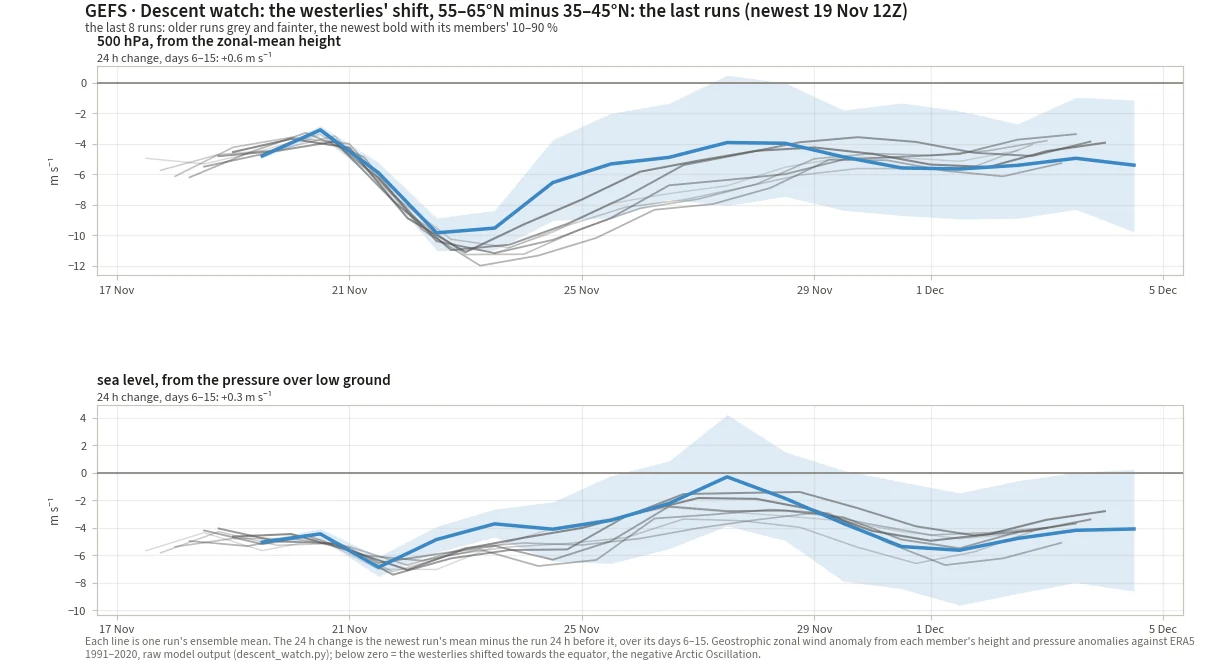 GEFS · Descent watch: the westerlies' shift, 55–65°N minus 35–45°N: the last runs (newest 19 Nov 12Z)
the last 8 runs: older runs grey and fainter, the newest bold with its members' 10–90 %
500 hPa, from the zonal-mean height
24 h change, days 6–15: +0.6 m s⁻¹
0
−2
−4
−6
−8
−10
−12
m s⁻¹
17 Nov
21 Nov
25 Nov
29 Nov
1 Dec
5 Dec
sea level, from the pressure over low ground
24 h change, days 6–15: +0.3 m s⁻¹
4
2
0
−2
−4
−6
−8
−10
m s⁻¹
17 Nov
21 Nov
25 Nov
29 Nov
1 Dec
5 Dec
Each line is one run's ensemble mean. The 24 h change is the newest run's mean minus the run 24 h before it, over its days 6–15. Geostrophic zonal wind anomaly from each member's height and pressure anomalies against ERA5
1991–2020, raw model output (descent_watch.py); below zero = the westerlies shifted towards the equator, the negative Arctic Oscillation.